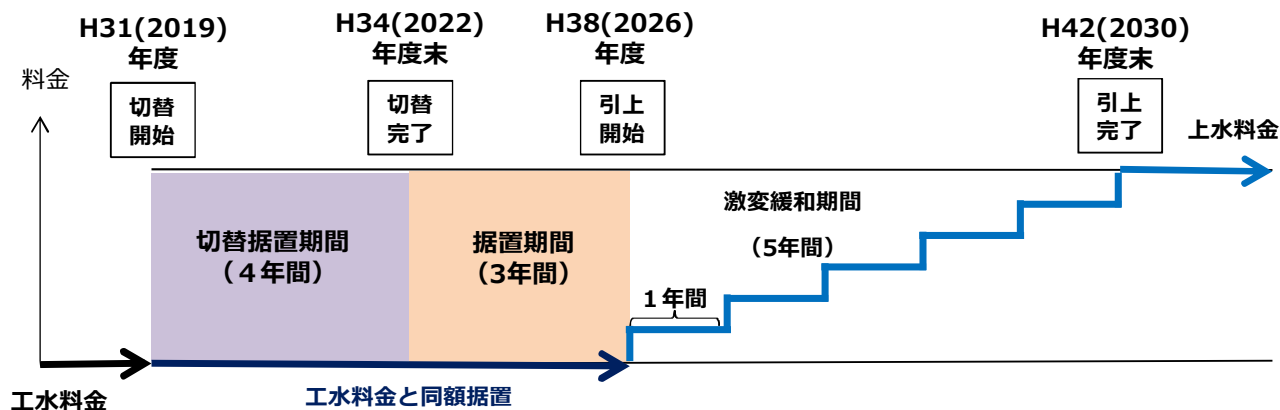 H31(2019)
年度
H34(2022)
年度末
H38(2026)
年度
H42(2030)
年度末
料金
切替
開始
切替
完了
引上
開始
引上
完了
上水料金
切替据置期間
（４年間）
据置期間
（3年間）
激変緩和期間
（5年間）
１年間
工水料金
工水料金と同額据置